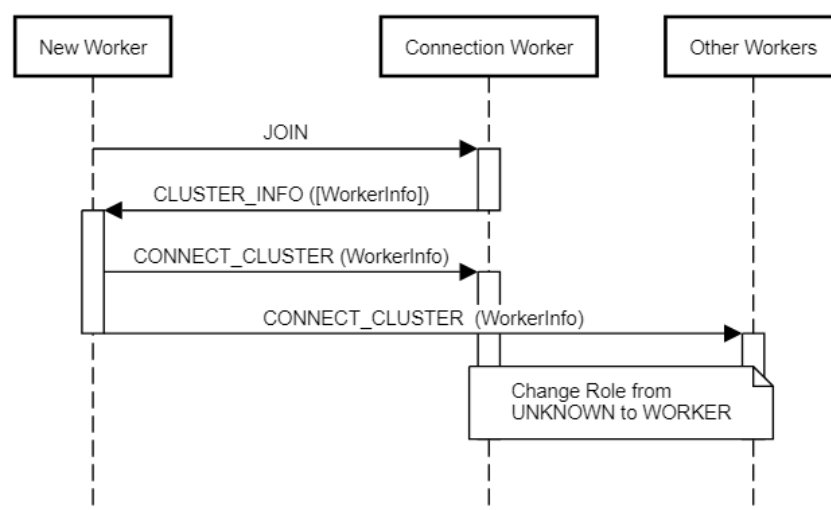 New Worker
Connection Worker
Other Workers
JOIN
CLUSTER_INFO ([WorkerInfo])
CONNECT_CLUSTER (WorkerInfo)
CONNECT_CLUSTER (WorkerInfo)
Change Role from
UNKNOWN to WORKER